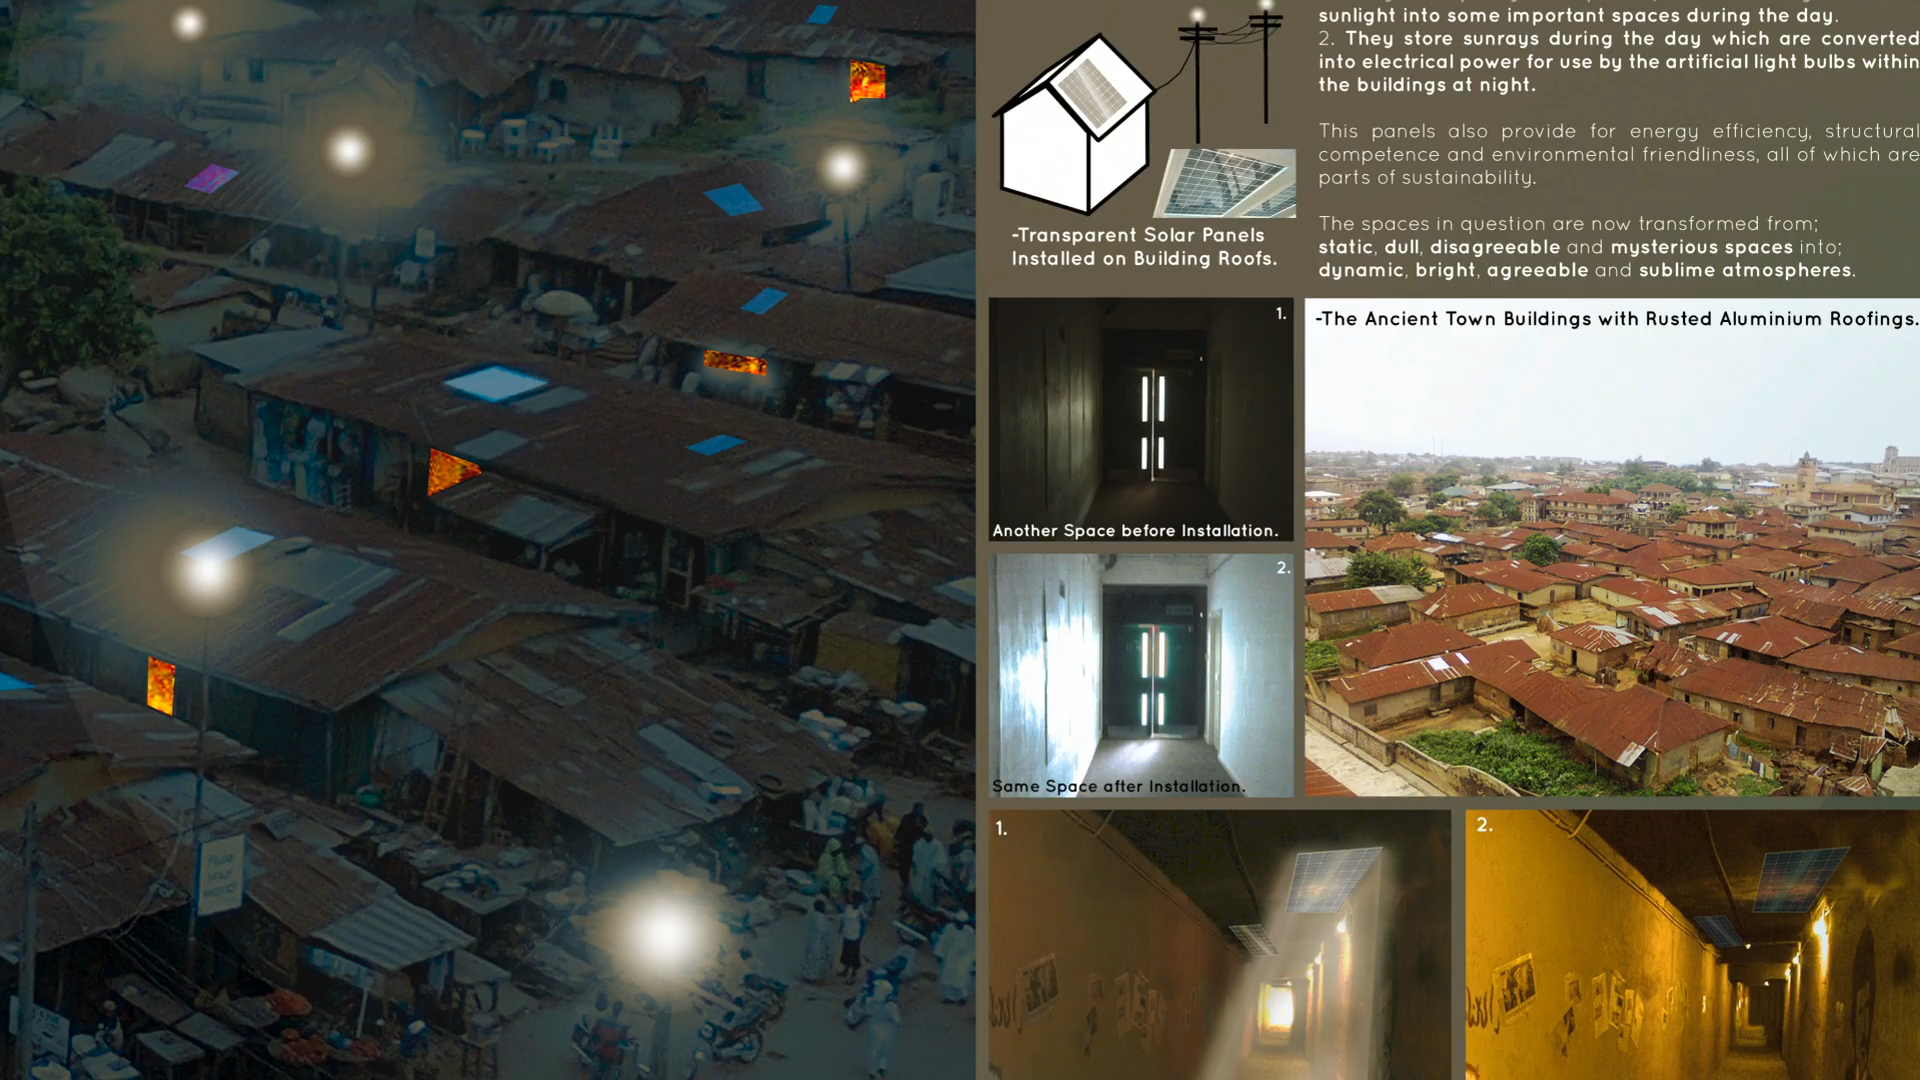 sunlight into some important spaces during the day.
2. They store sunrays during the day which are converted
into electrical power for use by the artificial light bulbs within
the buildings at night.
This panels also provide for energy efficiency, structural
competence and environmental friendliness, all of which are
parts of sustainability.
The spaces in question are now transformed from;
static, dull, disagreeable and mysterious spaces into;
dynamic, bright, agreeable and sublime atmospheres.
-Transparent Solar Panels
Installed on Building Roofs.
1.
Another Space before Installation.
2.
Same Space after Installation.
-The Ancient Town Buildings with Rusted Aluminium Roofings.
1.
2.